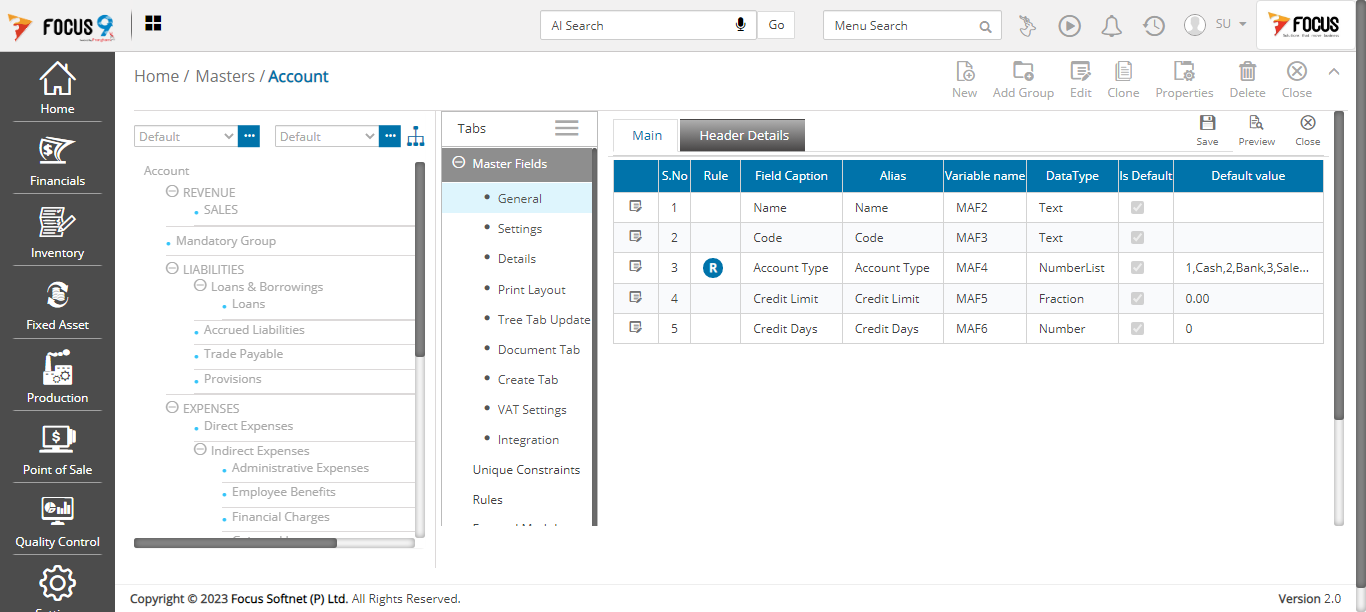 FOCUS 9
AI Search
Go
Menu Search
SU
FOCUS
Home
Financials
Inventory
Fixed Asset
Production
Point of Sale
Quality Control
Home / Masters / Account
New
Add Group
Edit
Clone
Properties
Delete
Close
Default
Default
Account
REVENUE
SALES
Mandatory Group
LIABILITIES
Loans & Borrowings
Loans
Accrued Liabilities
Trade Payable
Provisions
EXPENSES
Direct Expenses
Indirect Expenses
Administrative Expenses
Employee Benefits
Financial Charges
Tabs
Master Fields
General
Settings
Details
Print Layout
Tree Tab Update
Document Tab
Create Tab
VAT Settings
Integration
Unique Constraints
Rules
Main Header Details
Save
Preview
Close
S.No Rule Field Caption Alias Variable name DataType Is Default Default value
1 Name Name MAF2 Text
2 Code Code MAF3 Text
3 R Account Type Account Type MAF4 NumberList 1,Cash,2,Bank,3,Sale...
4 Credit Limit Credit Limit MAF5 Fraction 0.00
5 Credit Days Credit Days MAF6 Number 0
Copyright © 2023 Focus Softnet (P) Ltd. All Rights Reserved.
Version 2.0